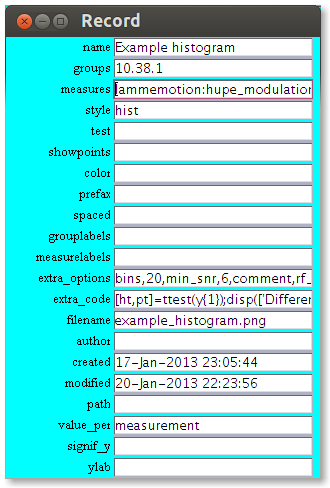 Record
name Example histogram
groups 10.38.1
measures [ammemotion:hupe_modulation
style hist
test
showpoints
color
prefax
spaced
grouplabels
measurelabels
extra_options bins,20,min_snr,6,comment,rf_
extra_code [ht,pt]=ttest(y{1});disp(['Differen
filename example_histogram.png
author
created 17-Jan-2013 23:05:44
modified 20-Jan-2013 22:23:56
path
value_per measurement
signif_y
ylab